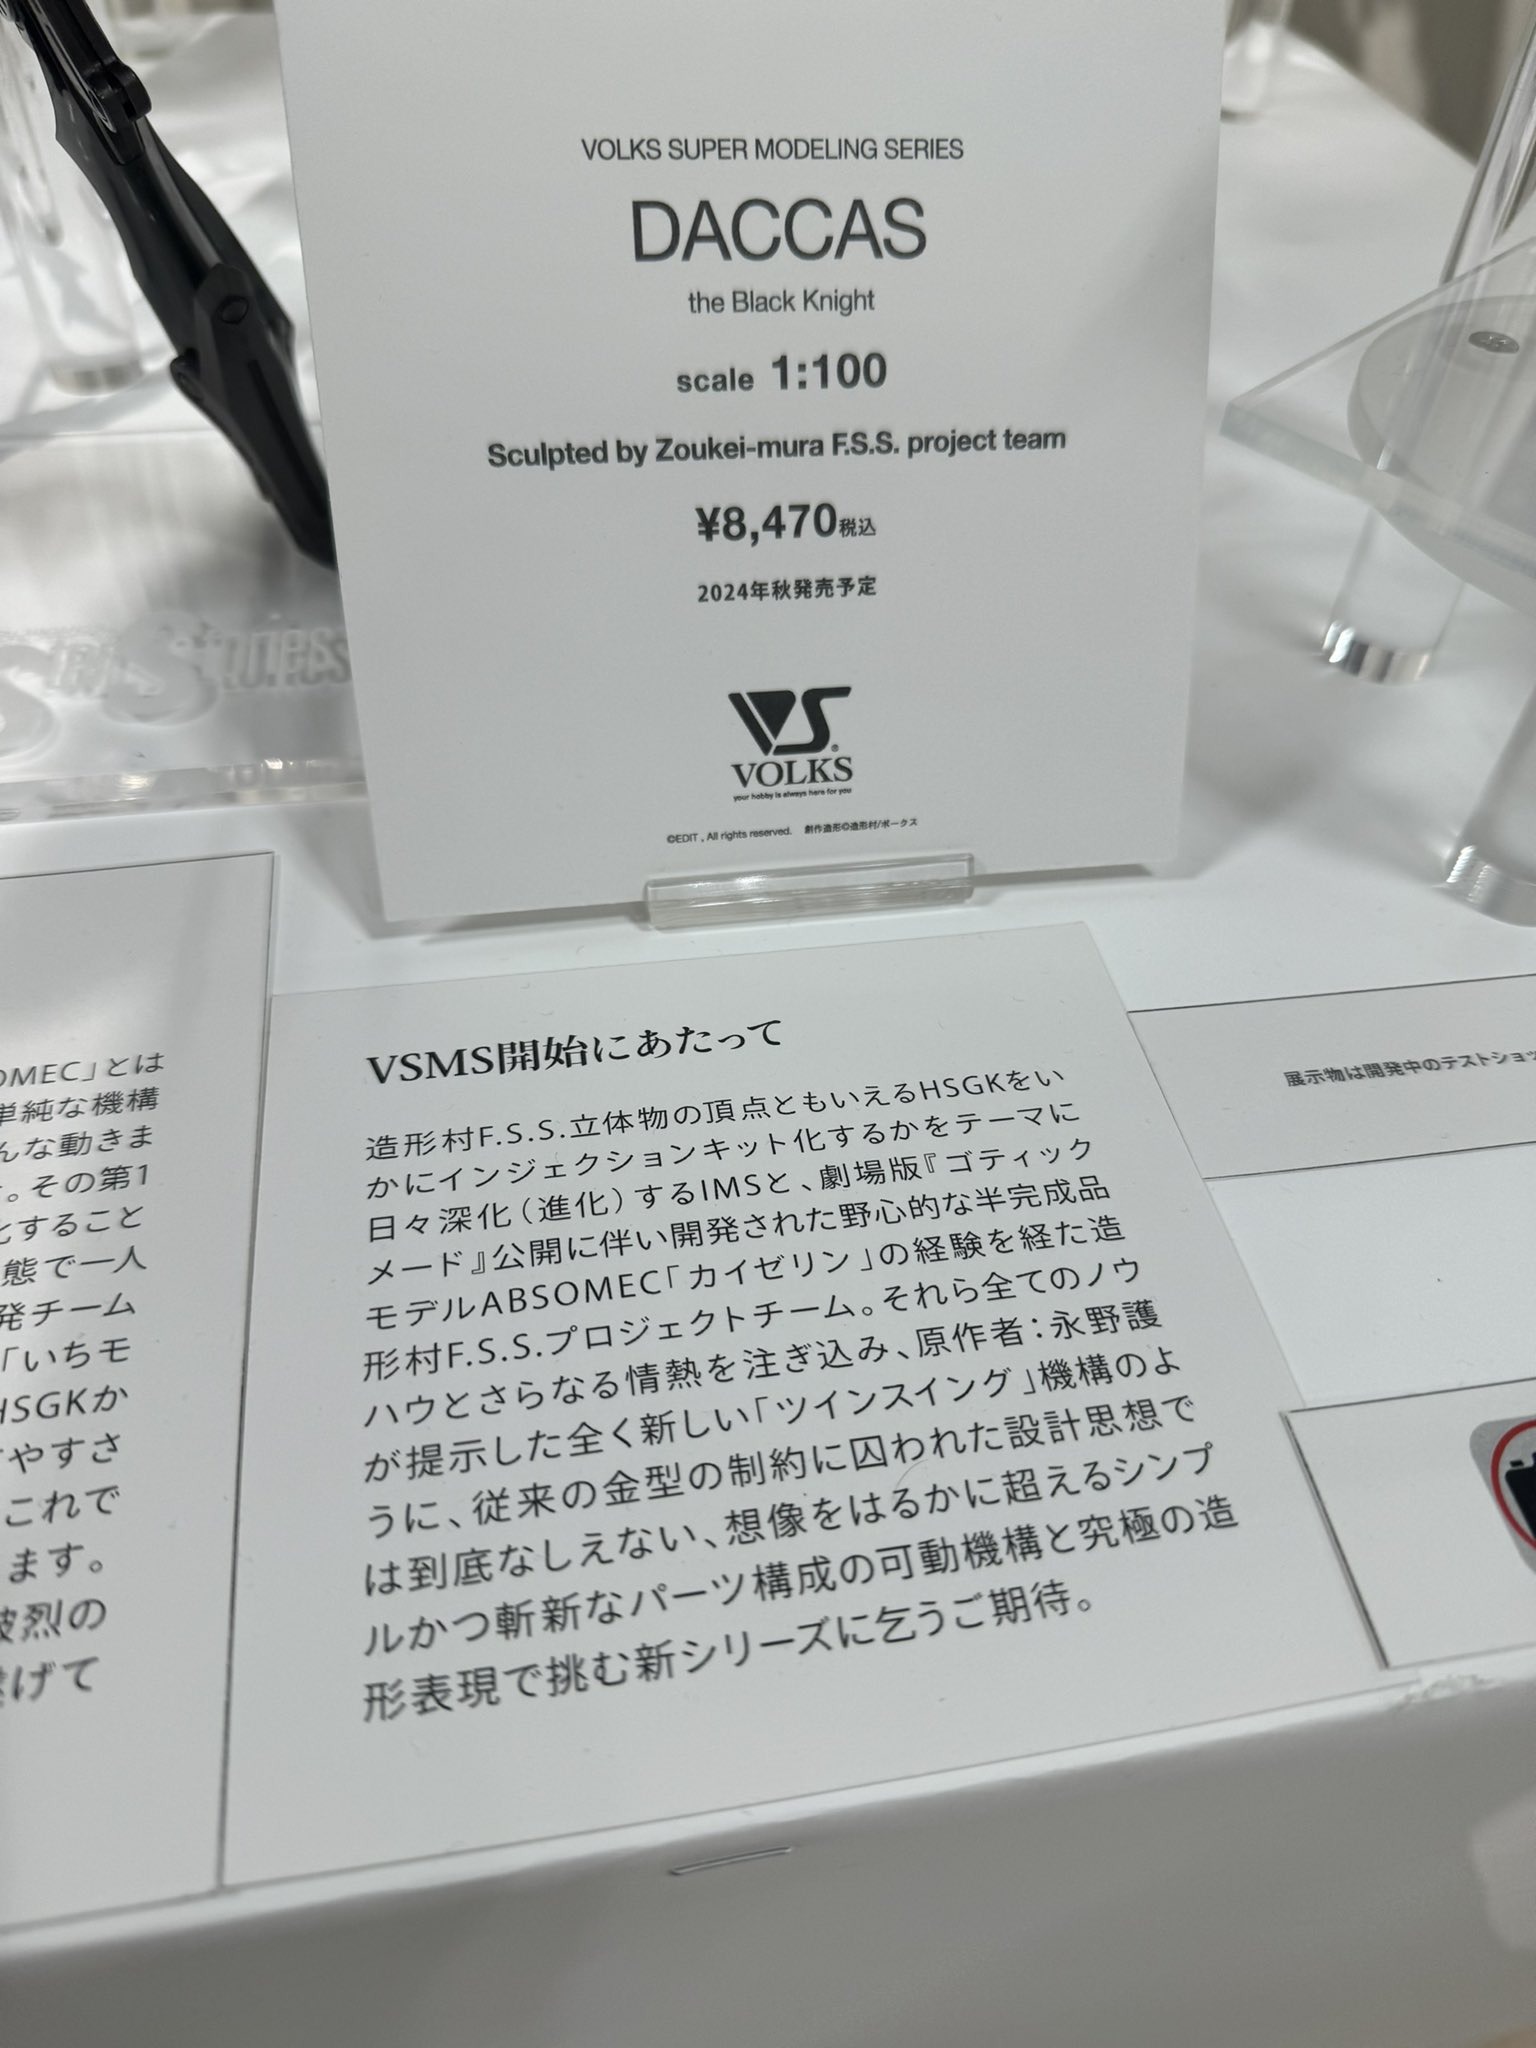 VOLKS SUPER MODELING SERIES
DACCAS
the Black Knight
scale 1:100
Sculpted by Zoukei-mura F.S.S. project team
¥8,470税込
2024年秋発売予定
VS
VOLKS
your hobby is always here for you
©EDIT , All rights reserved. 創作造形©造形村/ボークス
OMEC」とは
単純な機構
んな動きま
。その第1
とすること
態で一人
発チーム
「いちモ
HSGKか
やすさ
これで
ます。
烈の
げて
VSMS開始にあたって
造形村F.S.S.立体物の頂点ともいえるHSGKをい
かにインジェクションキット化するかをテーマに
日々深化（進化）するIMSと、劇場版『ゴティック
メード』公開に伴い開発された野心的な半完成品
モデルABSOMEC「カイゼリン」の経験を経た造
形村F.S.S.プロジェクトチーム。それら全てのノウ
ハウとさらなる情熱を注ぎ込み、原作者：永野護
が提示した全く新しい「ツインスイング」機構のよ
うに、従来の金型の制約に囚われた設計思想で
は到底なしえない、想像をはるかに超えるシンプ
ルかつ斬新なパーツ構成の可動機構と究極の造
形表現で挑む新シリーズに乞うご期待。
展示物は開発中のテストショッ